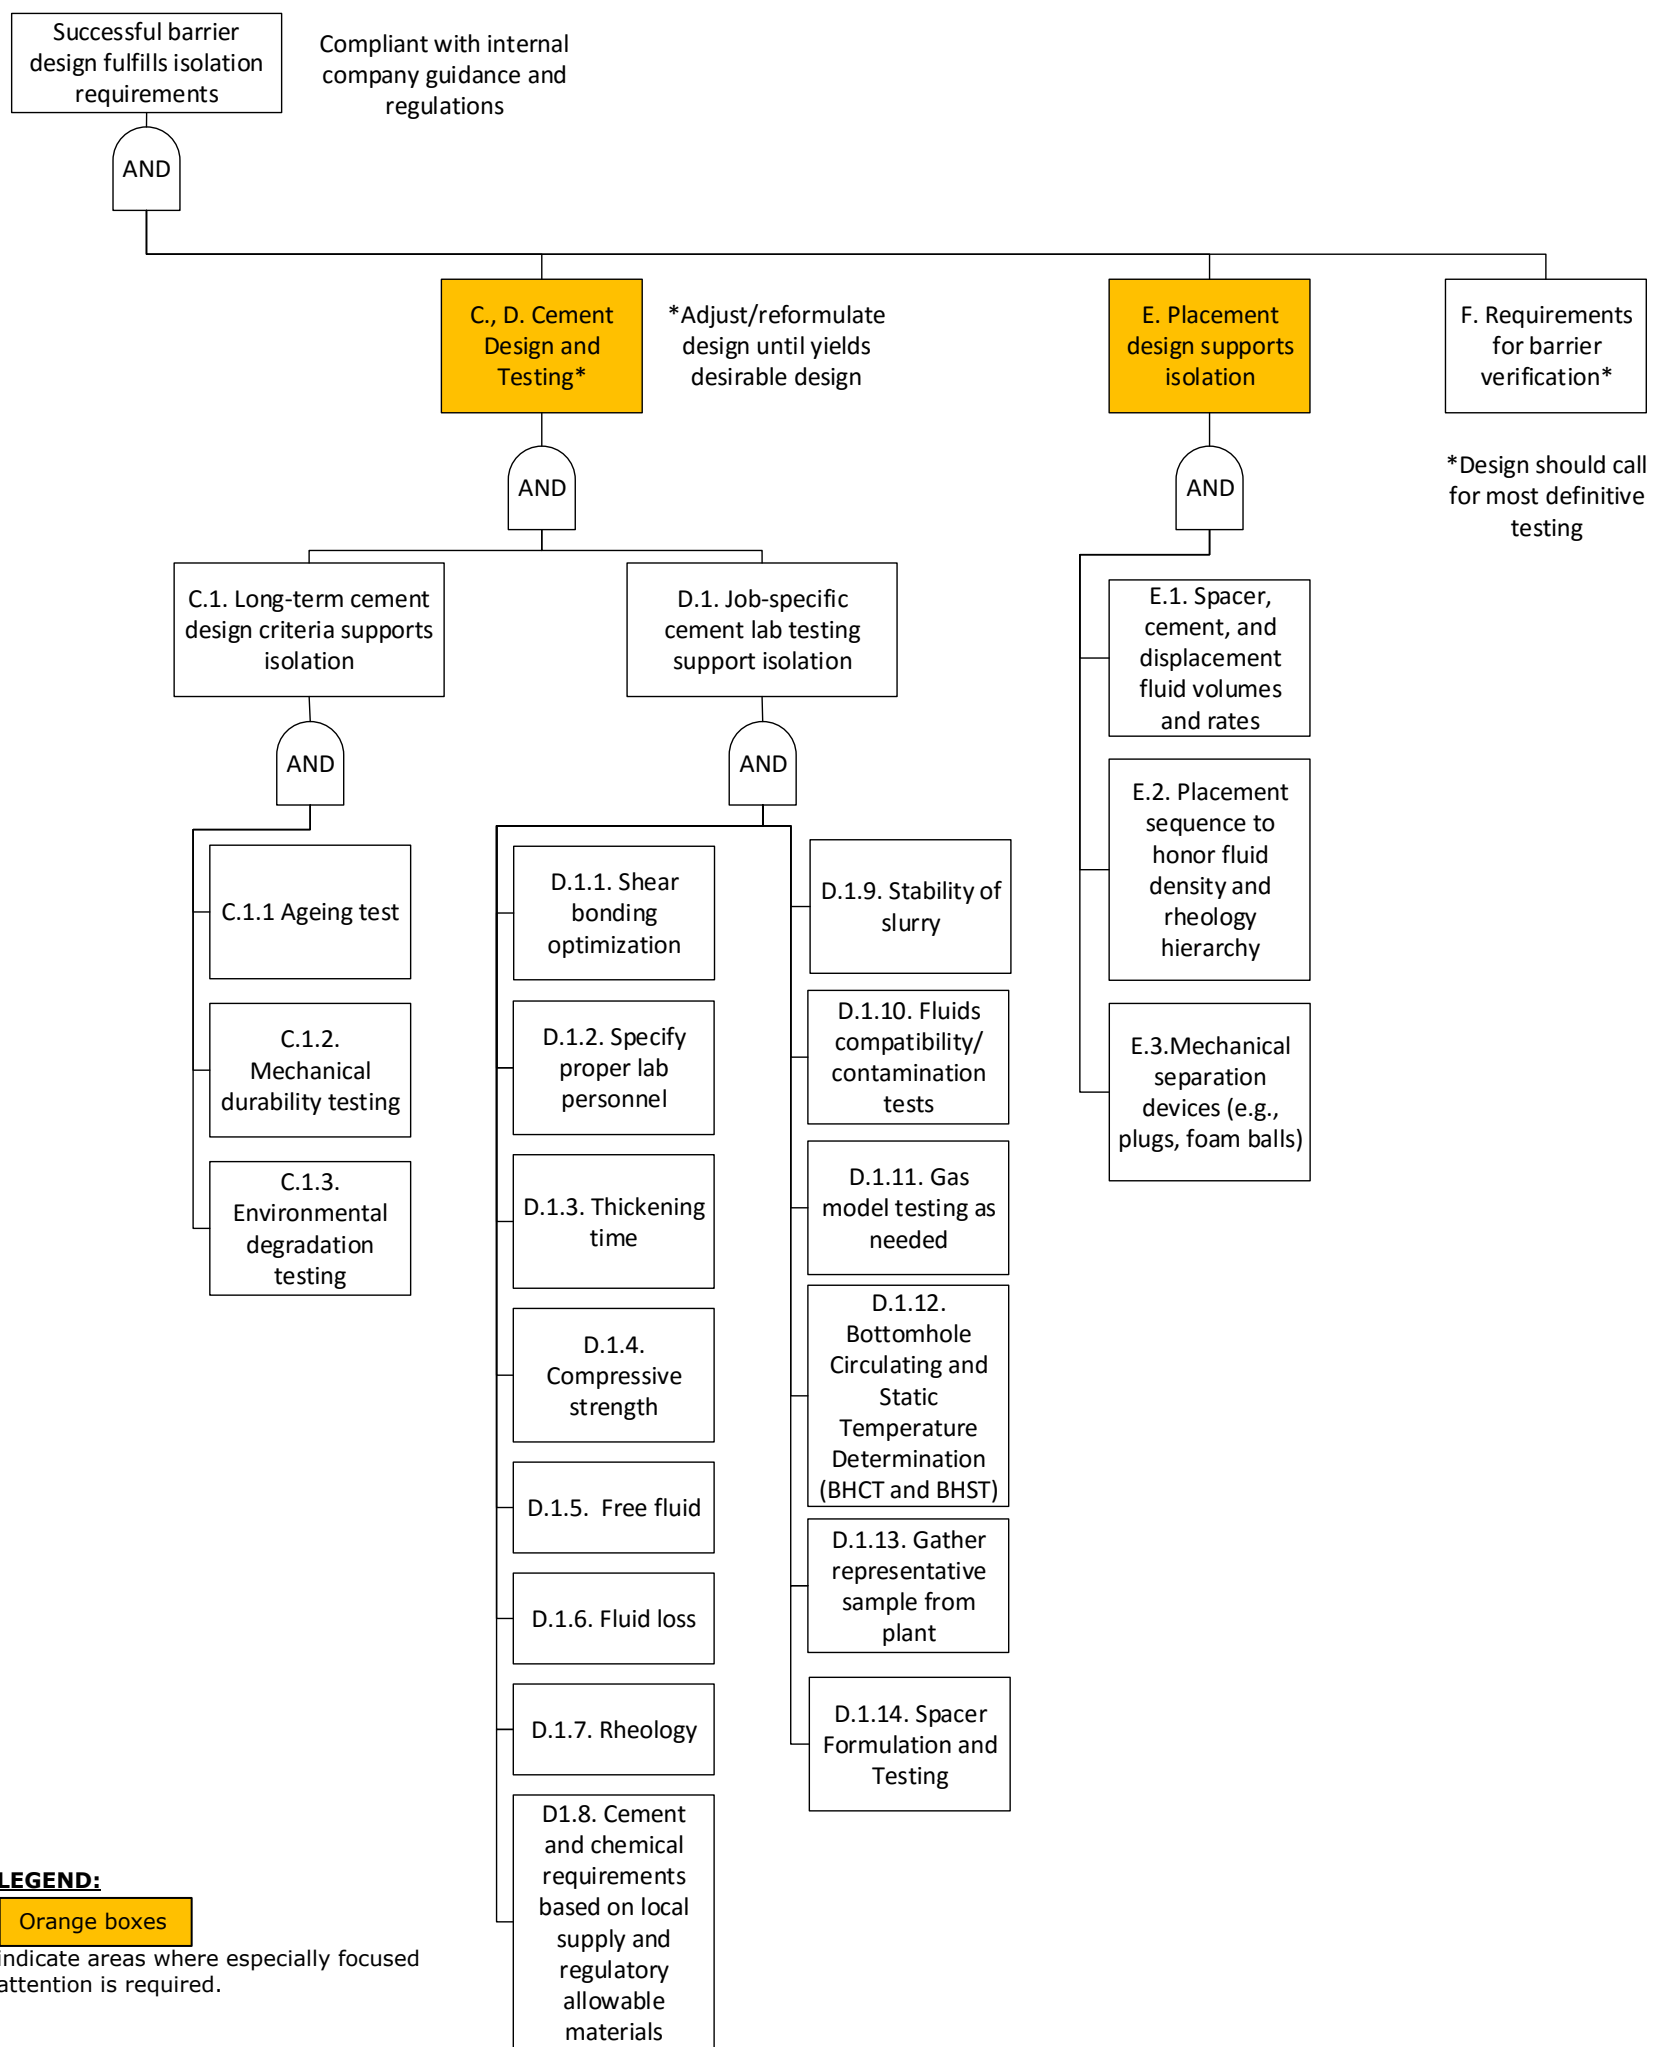 Successful barrier
design fulfills isolation
requirements
Compliant with internal
company guidance and
regulations
AND
C., D. Cement
Design and
Testing*
*Adjust/reformulate
design until yields
desirable design
E. Placement
design supports
isolation
F. Requirements
for barrier
verification*
*Design should call
for most definitive
testing
AND
AND
C.1. Long-term cement
design criteria supports
isolation
D.1. Job-specific
cement lab testing
support isolation
AND
AND
C.1.1 Ageing test
C.1.2.
Mechanical
durability testing
C.1.3.
Environmental
degradation
testing
D.1.1. Shear
bonding
optimization
D.1.2. Specify
proper lab
personnel
D.1.3. Thickening
time
D.1.4.
Compressive
strength
D.1.5.  Free fluid
D.1.6. Fluid loss
D.1.7. Rheology
D1.8. Cement
and chemical
requirements
based on local
supply and
regulatory
allowable
materials
D.1.9. Stability of
slurry
D.1.10. Fluids
compatibility/
contamination
tests
D.1.11. Gas
model testing as
needed
D.1.12.
Bottomhole
Circulating and
Static
Temperature
Determination
(BHCT and BHST)
D.1.13. Gather
representative
sample from
plant
D.1.14. Spacer
Formulation and
Testing
E.1. Spacer,
cement, and
displacement
fluid volumes
and rates
E.2. Placement
sequence to
honor fluid
density and
rheology
hierarchy
E.3.Mechanical
separation
devices (e.g.,
plugs, foam balls)
LEGEND:
Orange boxes
indicate areas where especially focused
attention is required.